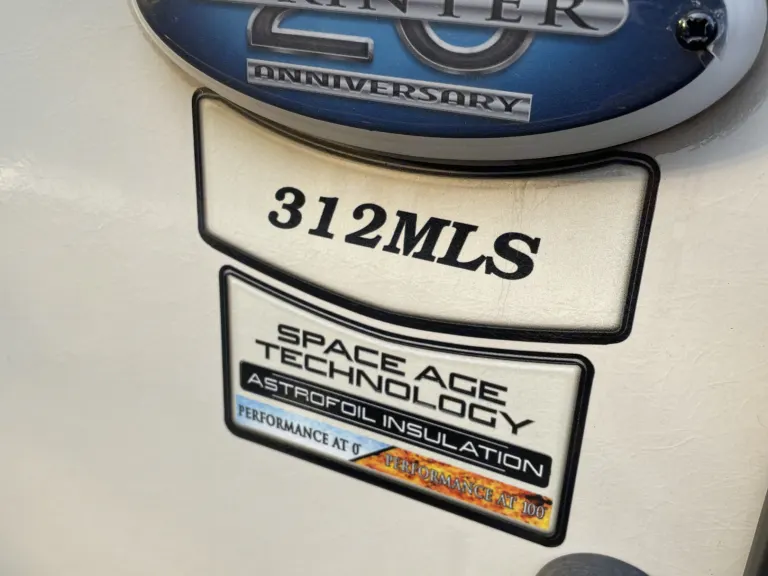 20
ANNIVERSARY
312MLS
SPACE AGE
TECHNOLOGY
ASTROFOIL INSULATION
PERFORMANCE AT 0°
PERFORMANCE AT 100°